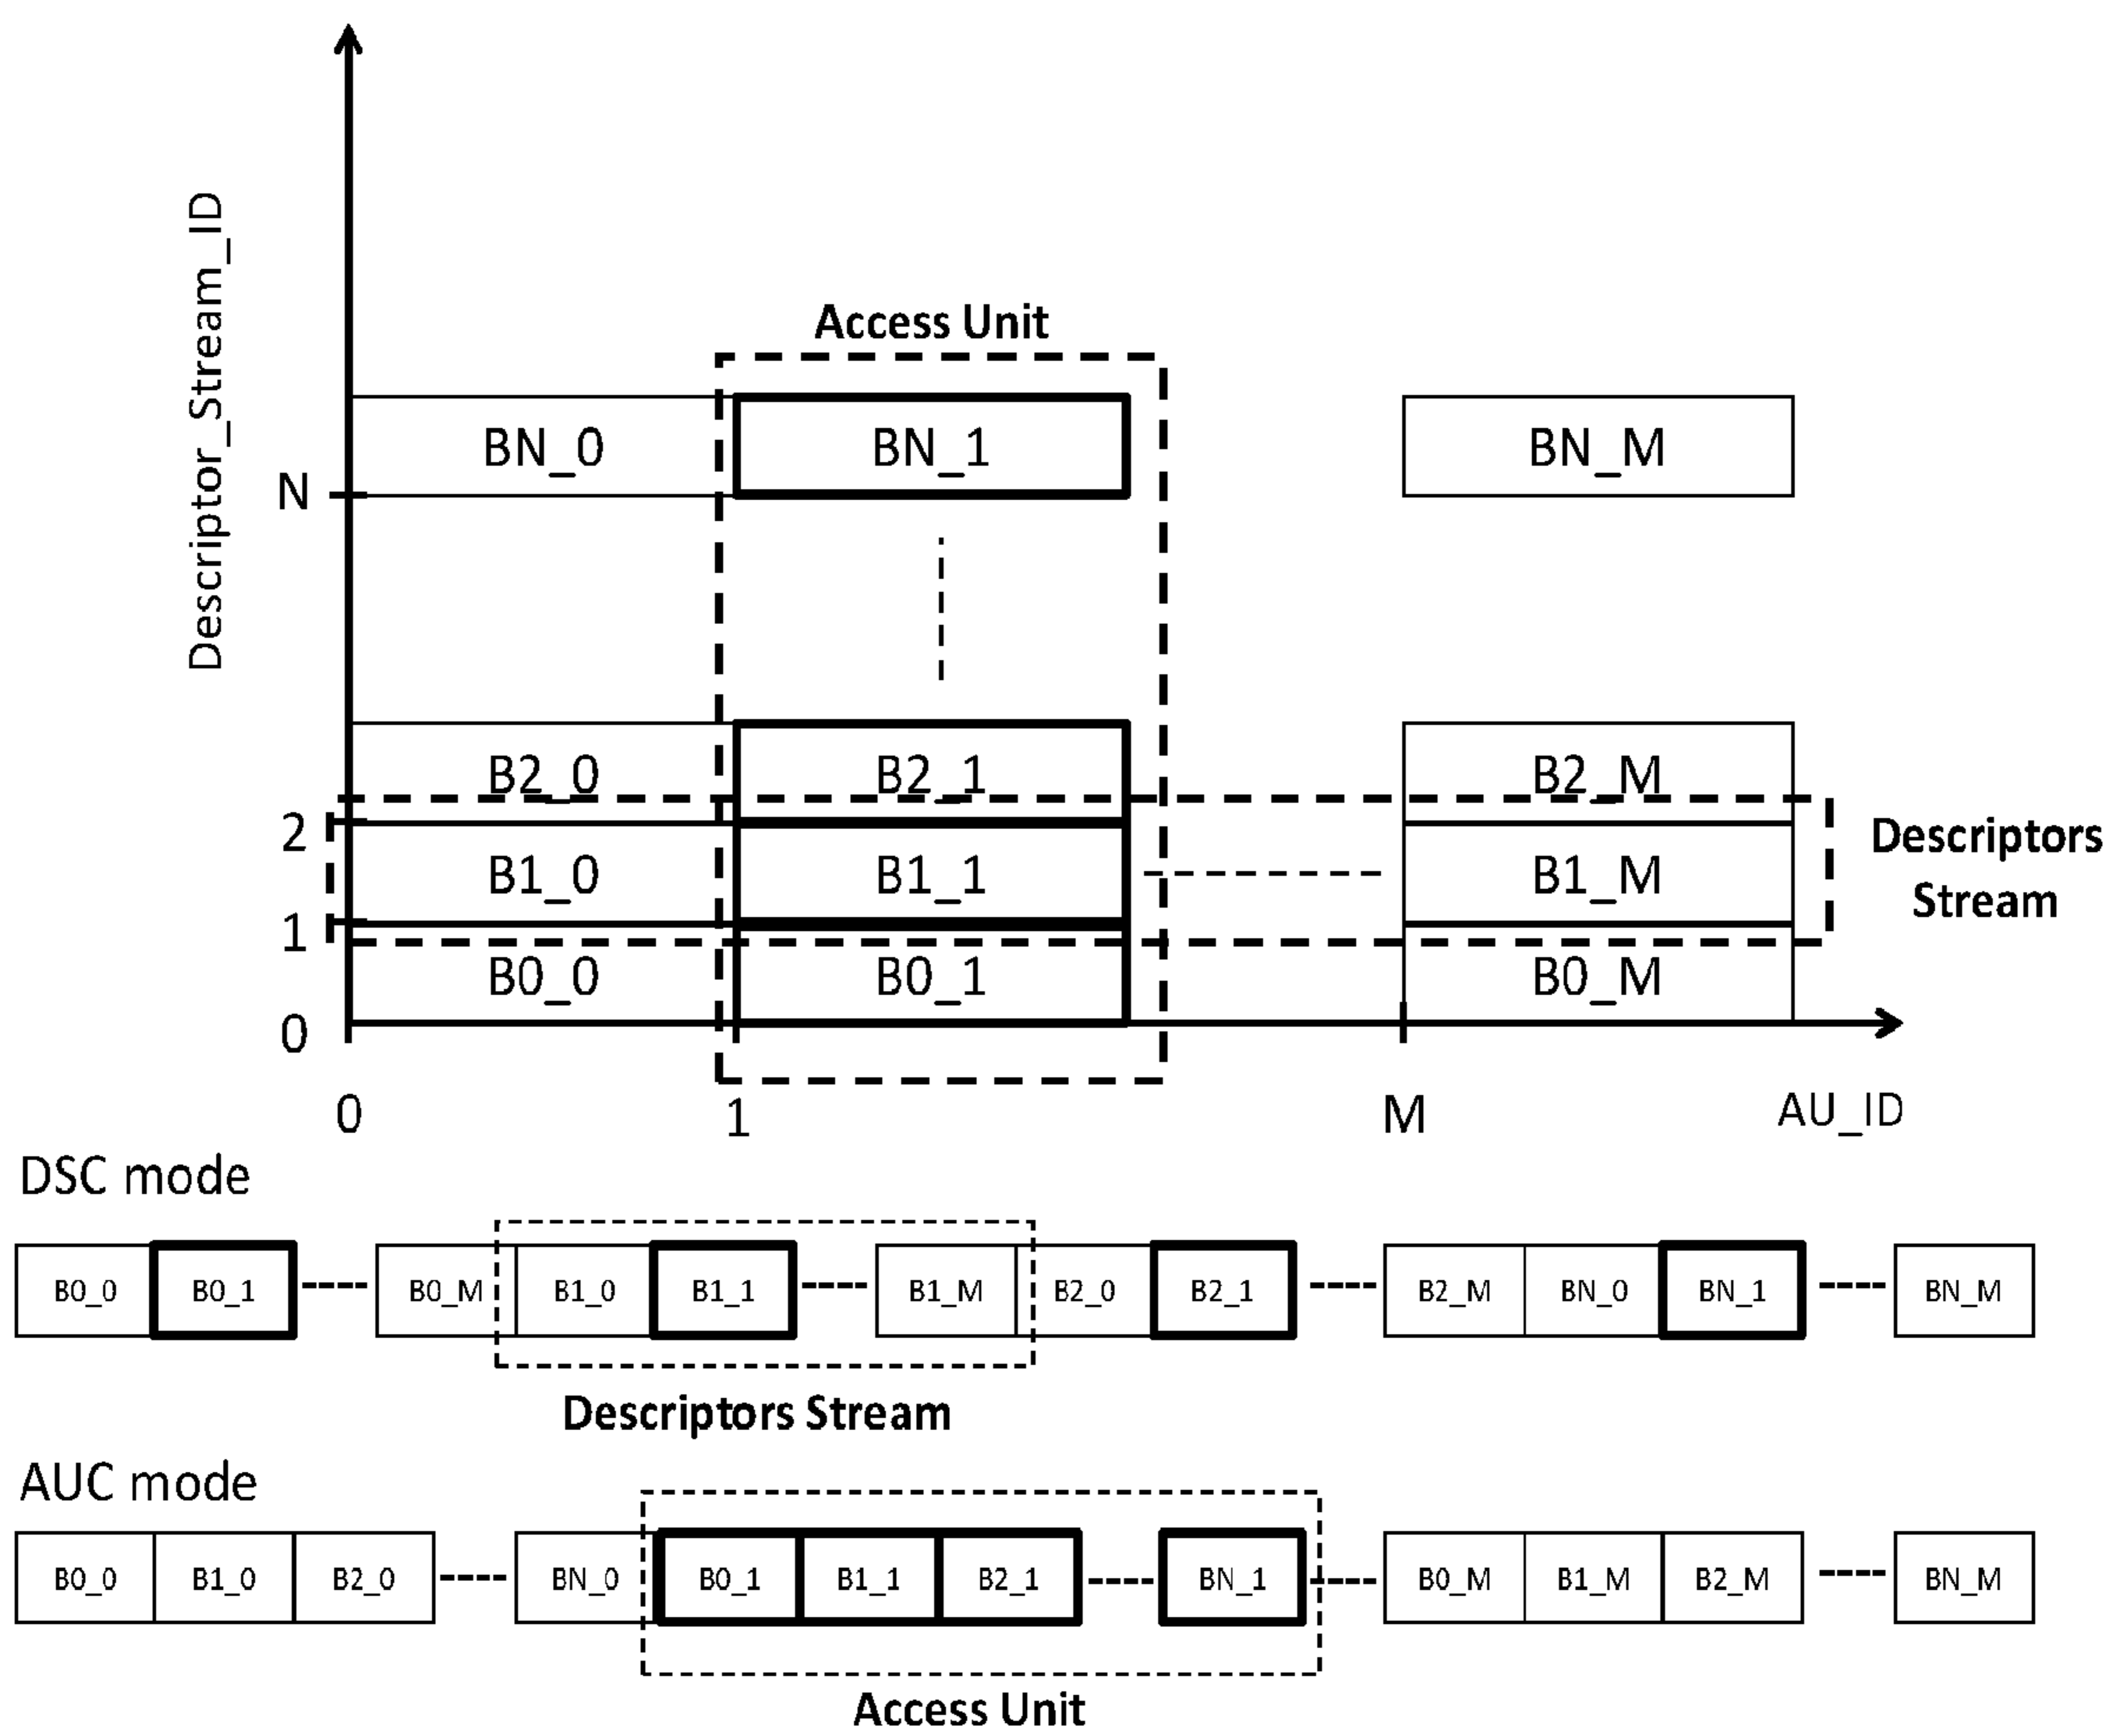 Descriptor_Stream_ID
Access Unit
BN_0 BN_1 BN_M
N
B2_0 B2_1 B2_M
2
B1_0 B1_1 B1_M
Descriptors
Stream
1
B0_0 B0_1 B0_M
0
0 1 M AU_ID
DSC mode
B0_0 B0_1 B0_M B1_0 B1_1 B1_M B2_0 B2_1 B2_M BN_0 BN_1 BN_M
Descriptors Stream
AUC mode
B0_0 B1_0 B2_0 BN_0 B0_1 B1_1 B2_1 BN_1 B0_M B1_M B2_M BN_M
Access Unit